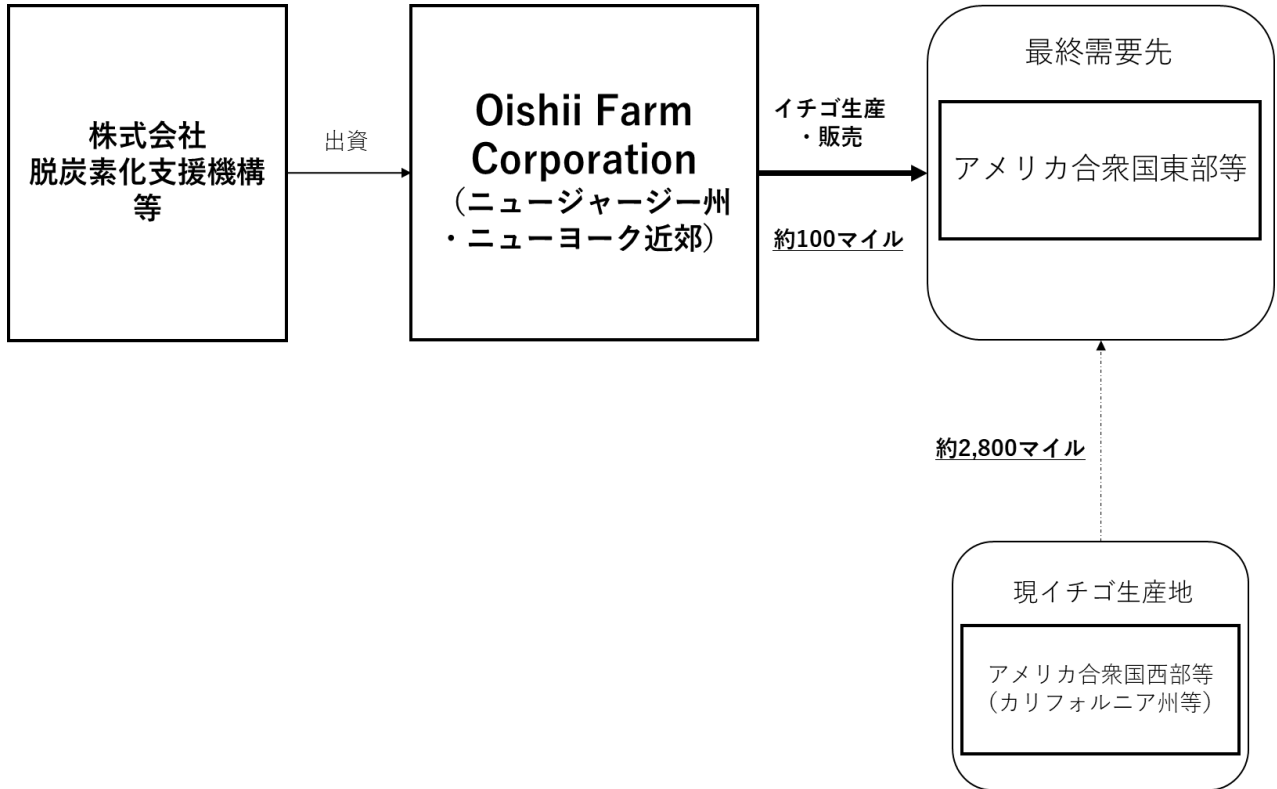 株式会社
脱炭素化支援機構
等
出資
Oishii Farm
Corporation
（ニュージャージー州
・ニューヨーク近郊）
イチゴ生産
・販売
約100マイル
最終需要先
アメリカ合衆国東部等
約2,800マイル
現イチゴ生産地
アメリカ合衆国西部等
（カリフォルニア州等）